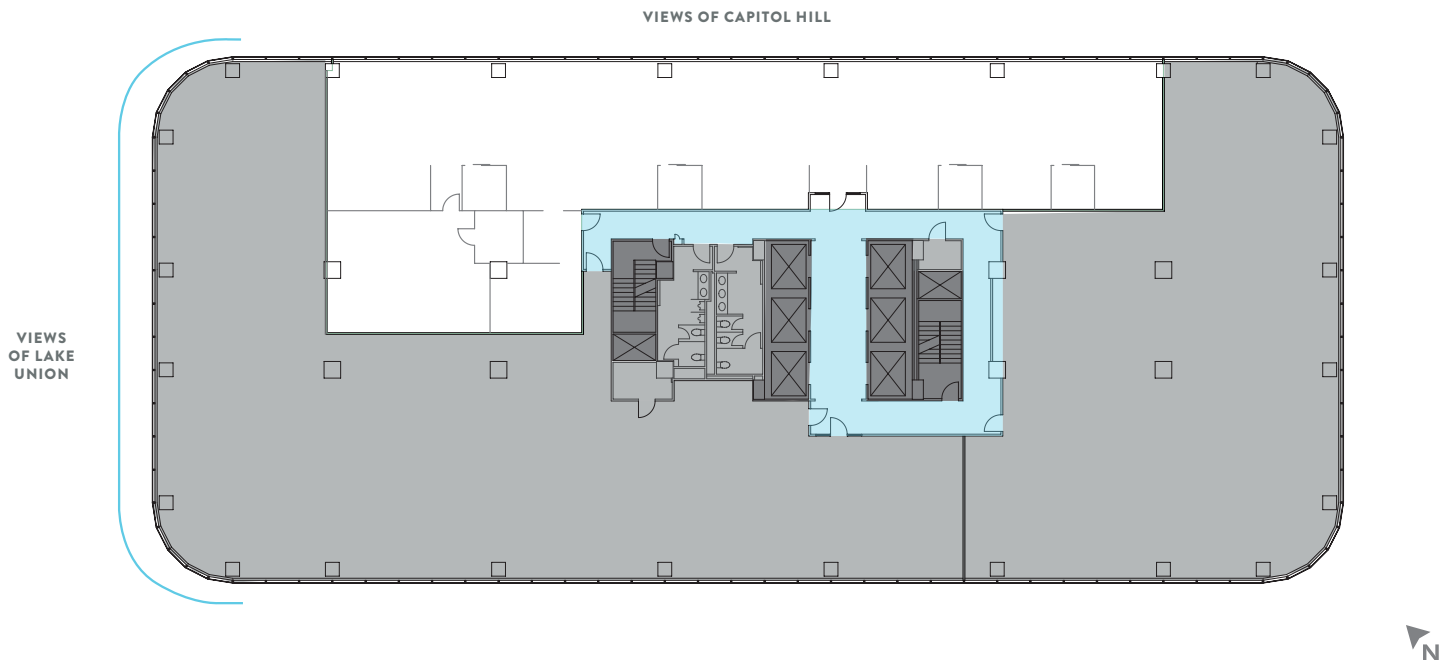 VIEWS OF CAPITOL HILL
VIEWS
OF LAKE
UNION
N